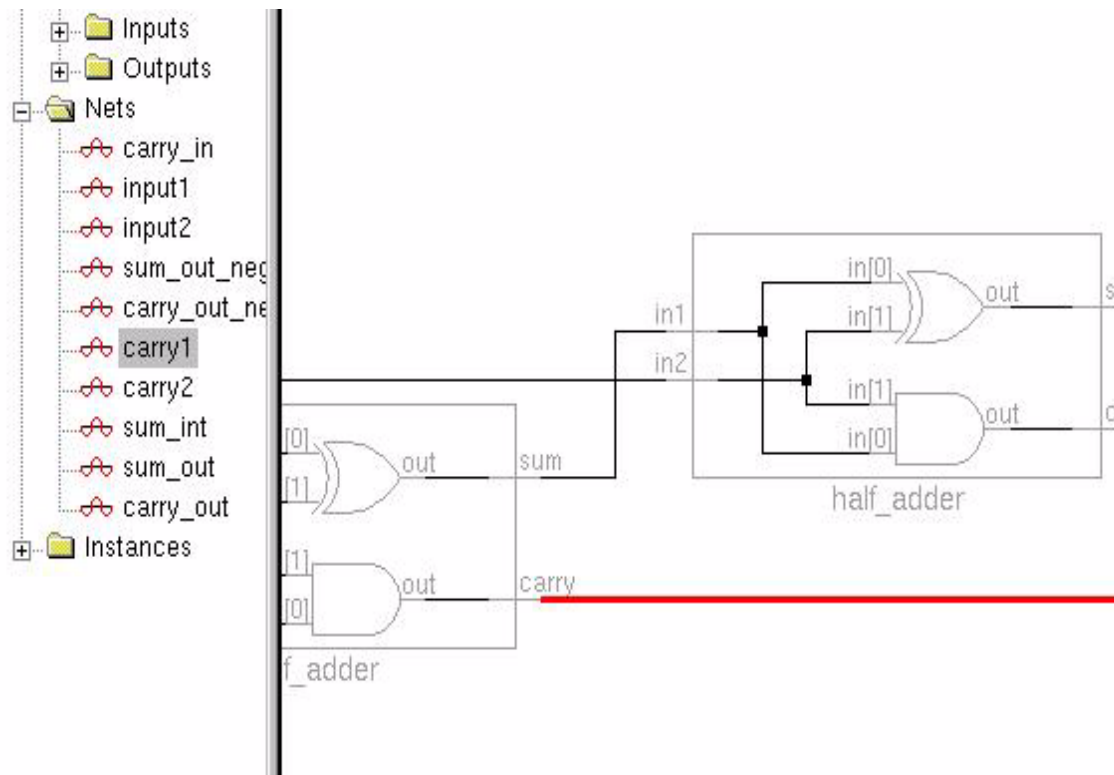 Inputs
Outputs
Nets
carry_in
input1
input2
sum_out_neg
carry_out_ne
carry1
carry2
sum_int
sum_out
carry_out
Instances
in[0]
out
s
in1
in[1]
in2
in[1]
out
in[0]
half_adder
[0]
out
sum
[1]
[1]
out
carry
[0]
f_adder